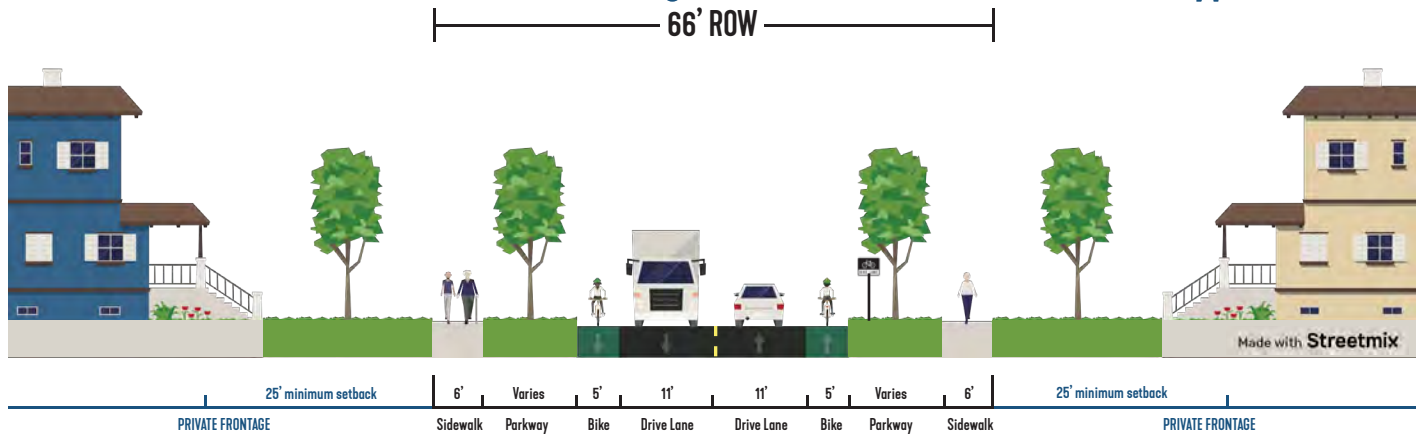 66' ROW
Made with Streetmix
25' minimum setback 6' Varies 5' 11' 11' 5' Varies 6' 25' minimum setback
PRIVATE FRONTAGE Sidewalk Parkway Bike Drive Lane Drive Lane Bike Parkway Sidewalk PRIVATE FRONTAGE